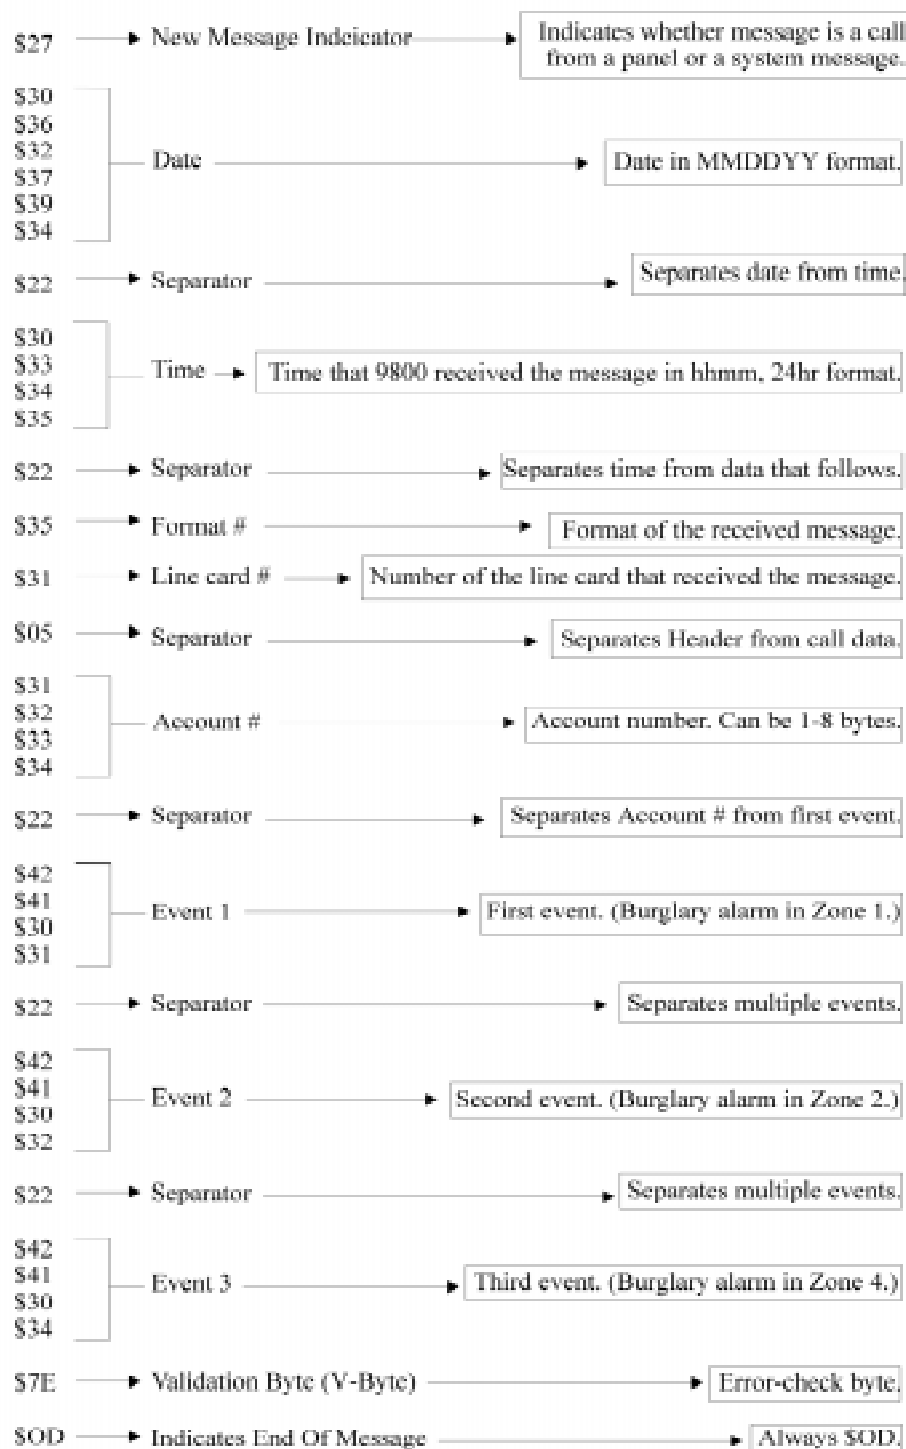 $27 New Message Indcicator Indicates whether message is a call
from a panel or a system message.
$30
$36
$32
$37
$39
$34
Date Date in MMDDYY format.
$22 Separator Separates date from time.
$30
$33
$34
$35
Time Time that 9800 received the message in hhmm, 24hr format.
$22 Separator Separates time from data that follows.
$35 Format # Format of the received message.
$31 Line card # Number of the line card that received the message.
$05 Separator Separates Header from call data.
$31
$32
$33
$34
Account # Account number. Can be 1-8 bytes.
$22 Separator Separates Account # from first event.
$42
$41
$30
$31
Event 1 First event. (Burglary alarm in Zone 1.)
$22 Separator Separates multiple events.
$42
$41
$30
$32
Event 2 Second event. (Burglary alarm in Zone 2.)
$22 Separator Separates multiple events.
$42
$41
$30
$34
Event 3 Third event. (Burglary alarm in Zone 4.)
$7E Validation Byte (V-Byte) Error-check byte.
$OD Indicates End Of Message Always $OD.